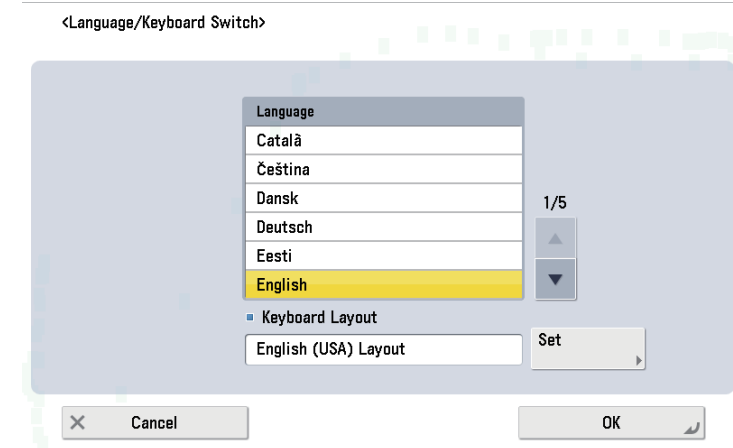 <Language/Keyboard Switch>
Language
Català
Čeština
Dansk
Deutsch
Eesti
English
1/5
Keyboard Layout
English (USA) Layout
Set
Cancel
OK